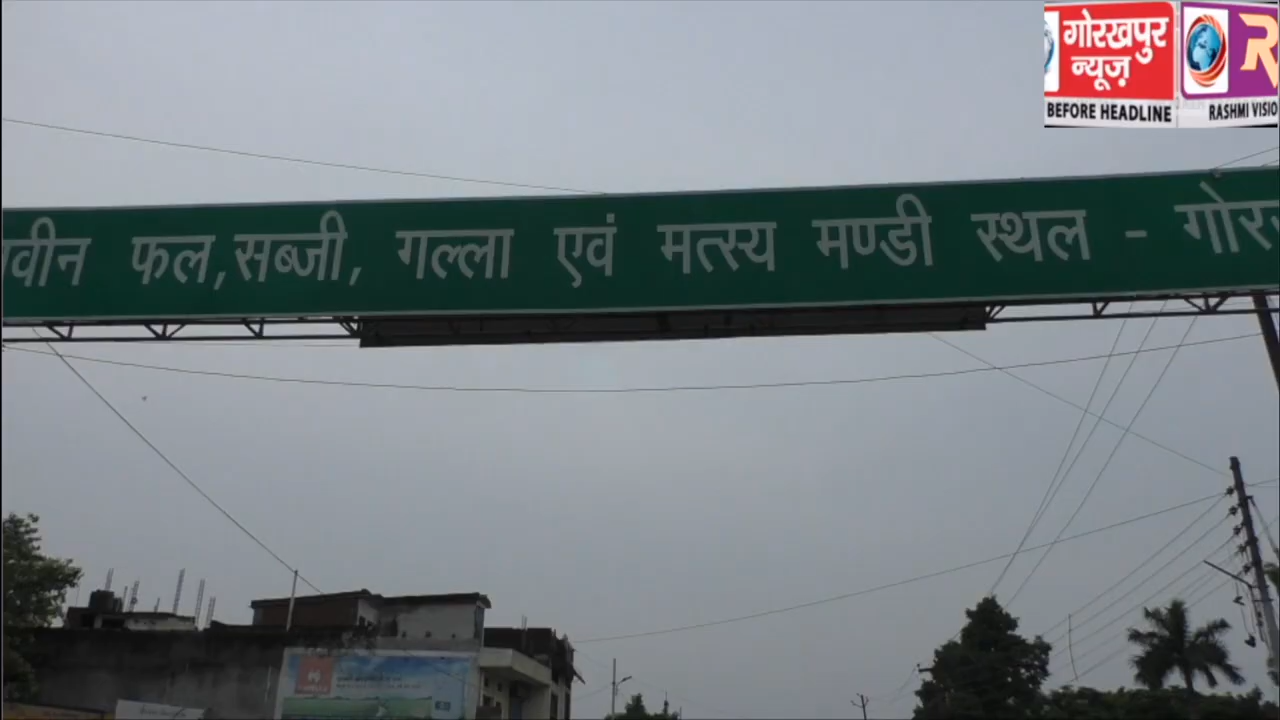 गोरखपुर
न्यूज़
BEFORE HEADLINE
R
RASHMI VISIO
वीन फल, सब्जी, गल्ला एवं मत्स्य मण्डी स्थल - गोर